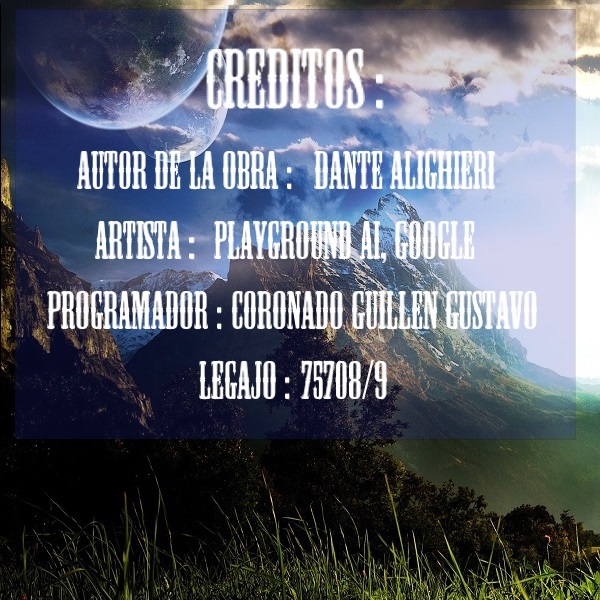 CREDITOS :
AUTOR DE LA OBRA : DANTE ALIGHIERI
ARTISTA : PLAYGROUND AI, GOOGLE
PROGRAMADOR : CORONADO GUILLEN GUSTAVO
LEGAJO : 75708/9